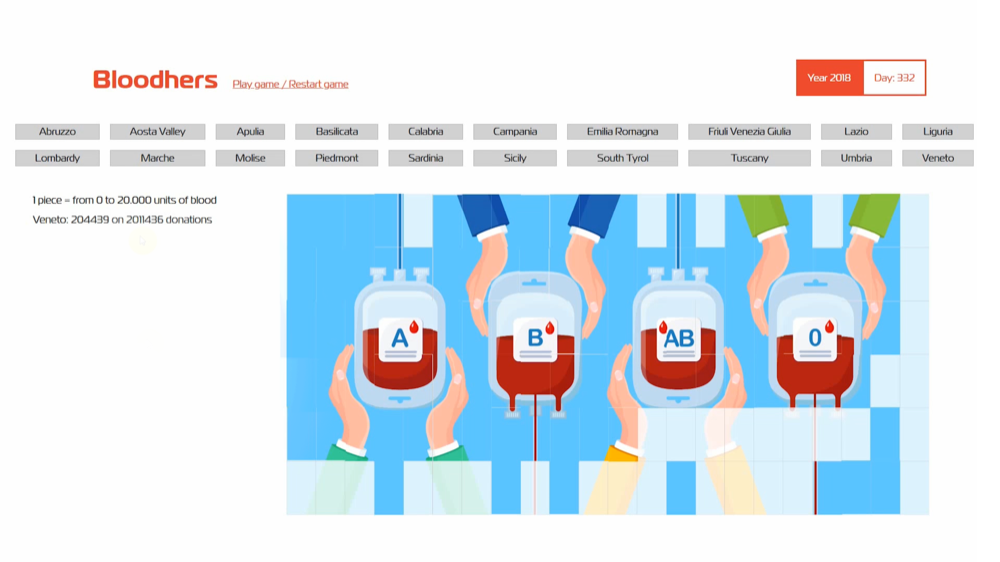 Bloodhers
Play game / Restart game
Year 2018
Day: 332
Abruzzo
Aosta Valley
Apulia
Basilicata
Calabria
Campania
Emilia Romagna
Friuli Venezia Giulia
Lazio
Liguria
Lombardy
Marche
Molise
Piedmont
Sardinia
Sicily
South Tyrol
Tuscany
Umbria
Veneto
1 piece = from 0 to 20.000 units of blood
Veneto: 204439 on 2011436 donations
A
B
AB
0